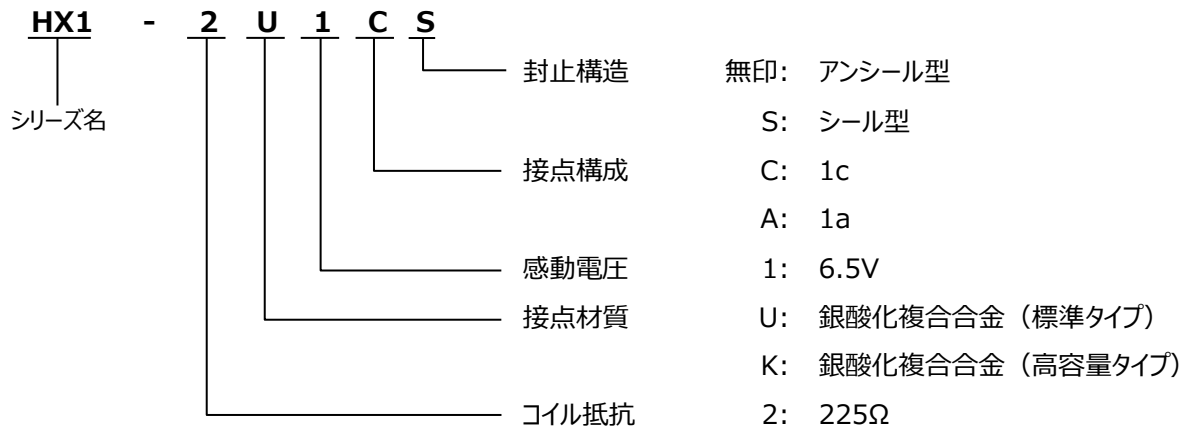 HX1 - 2 U 1 C S
封止構造 無印: アンシール型
シリーズ名
S: シール型
接点構成 C: 1c
A: 1a
感動電圧 1: 6.5V
接点材質 U: 銀酸化複合合金（標準タイプ）
K: 銀酸化複合合金（高容量タイプ）
コイル抵抗 2: 225Ω